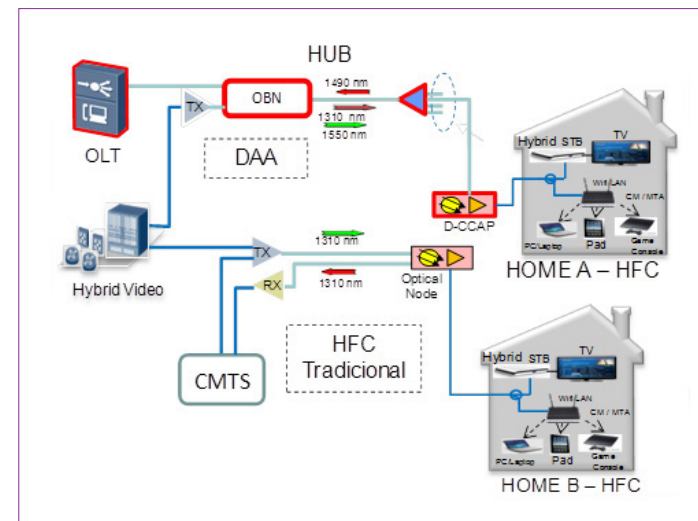 HUB
1490 nm
OBN
TX
1310 nm
1550 nm
OLT
DAA
Hybrid STB
TV
Wifi/LAN
CM / MTA
D-CCAP
PC/Laptop
Pad
Game
Console
HOME A – HFC
TX
1310 nm
Hybrid Video
RX
1310 nm
Optical
Node
HFC
Tradicional
CMTS
Hybrid STB
TV
Wifi/LAN
CM / MTA
PC/Laptop
Pad
Game
Console
HOME B – HFC